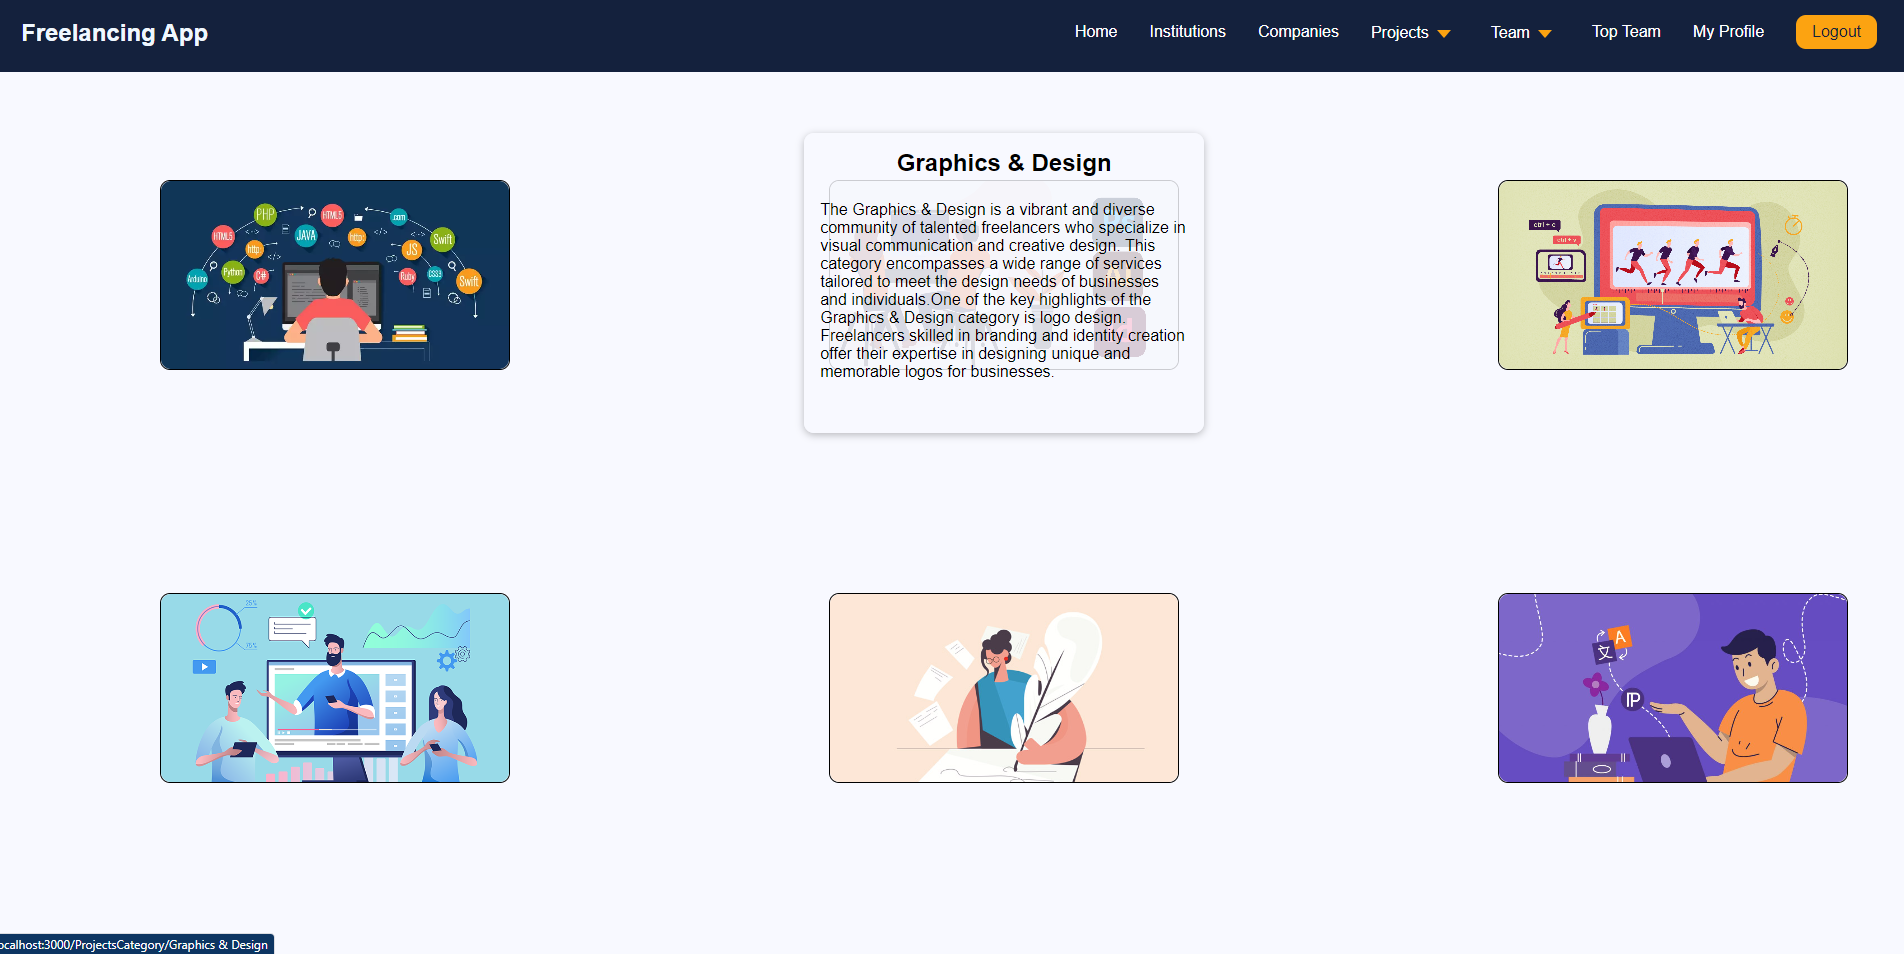 Freelancing App
Home Institutions Companies Projects Team Top Team My Profile Logout
Graphics & Design
The Graphics & Design is a vibrant and diverse
community of talented freelancers who specialize in
visual communication and creative design. This
category encompasses a wide range of services
tailored to meet the design needs of businesses
and individuals.One of the key highlights of the
Graphics & Design category is logo design.
Freelancers skilled in branding and identity creation
offer their expertise in designing unique and
memorable logos for businesses.
PHP
HTML5
.com
HTML5
http
JAVA
http
JS
Swift
Arduino
Python
C#
Ruby
CSS3
Swift
ctrl + c
ctrl + v
25%
75%
文
A
IP
ocalhost:3000/ProjectsCategory/Graphics & Design